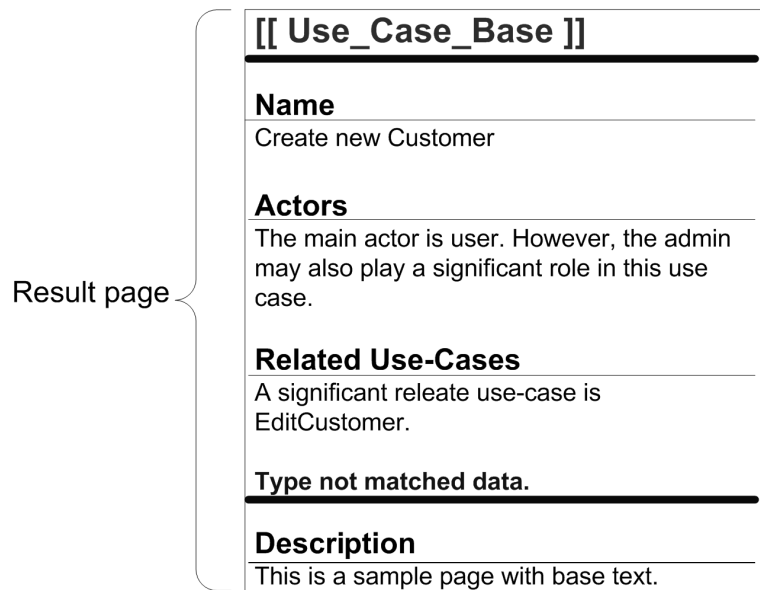 [[ Use_Case_Base ]]
Name
Create new Customer
Actors
The main actor is user. However, the admin
may also play a significant role in this use
case.
Result page
Related Use-Cases
A significant releate use-case is
EditCustomer.
Type not matched data.
Description
This is a sample page with base text.